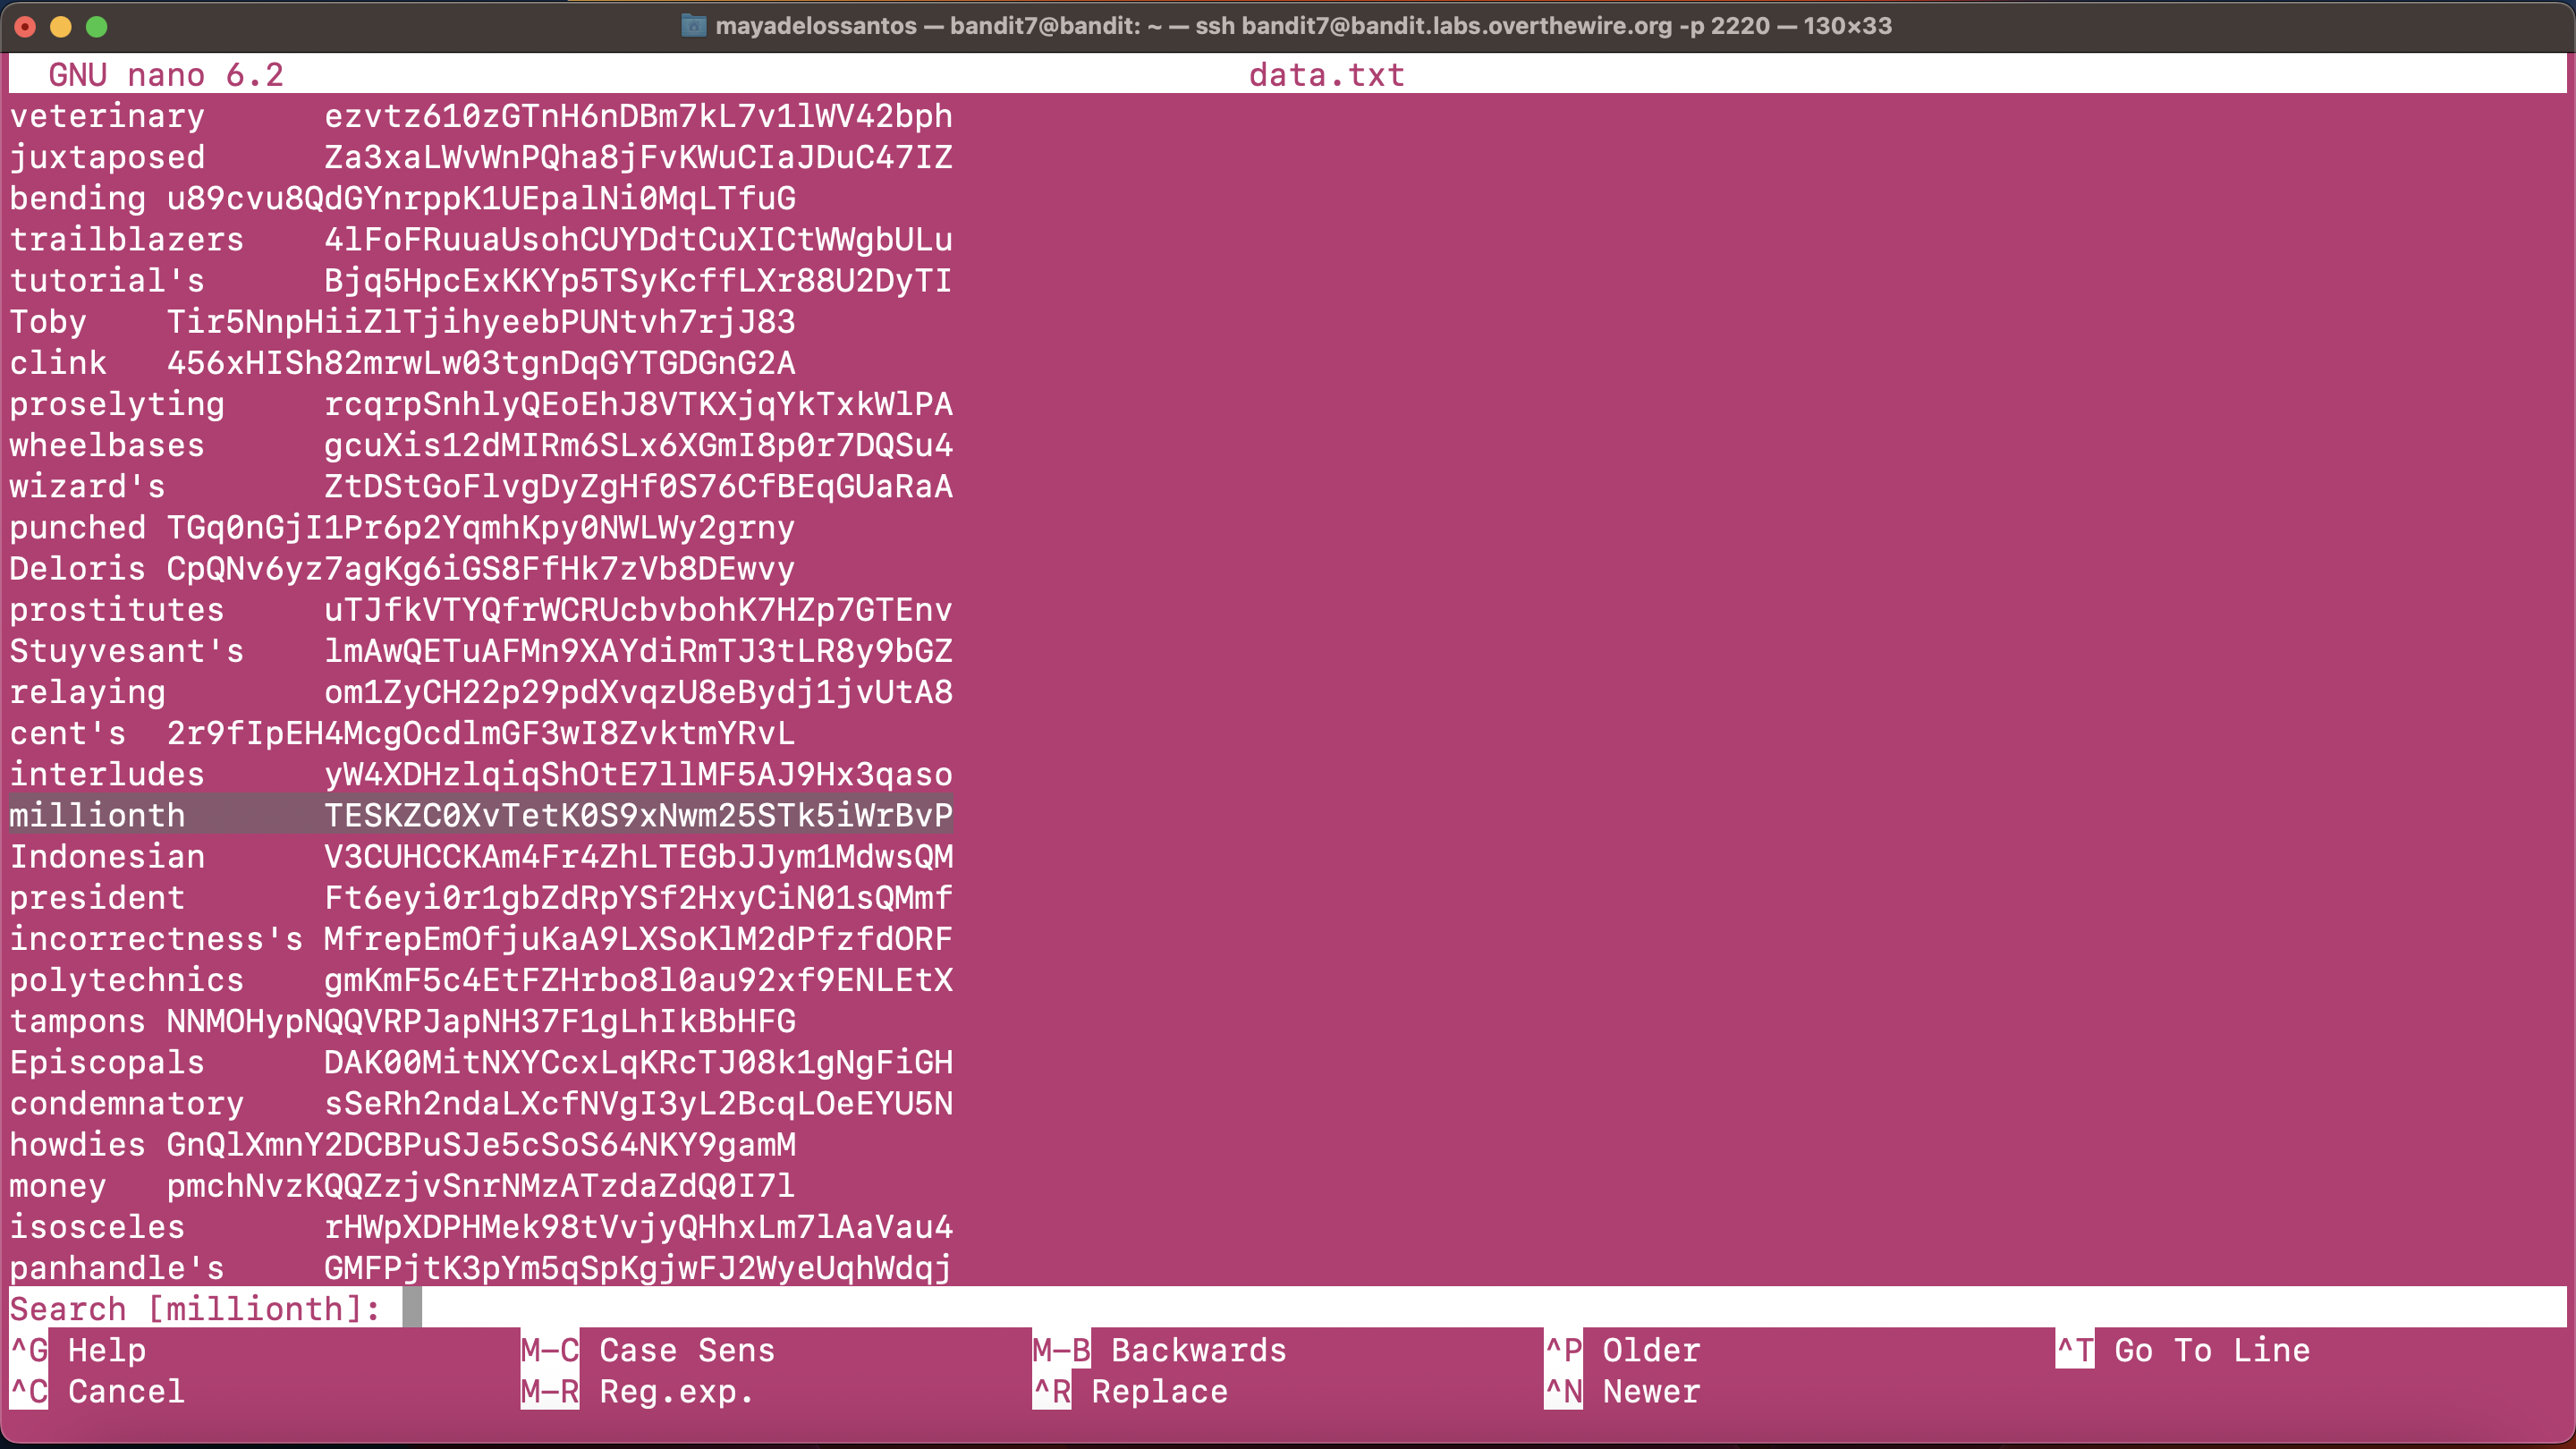 mayadelossantos — bandit7@bandit: ~ — ssh bandit7@bandit.labs.overthewire.org -p 2220 — 130×33
GNU nano 6.2 data.txt
veterinary ezvtz610zGTnH6nDBm7kL7v1lWV42bph
juxtaposed Za3xaLWvWnPQha8jFvKWuCIaJDuC47IZ
bending u89cvu8QdGYnrppK1UEpalNi0MqLTfuG
trailblazers 4lFoFRuuaUsohCUYDdtCuXICtWWgbULu
tutorial's Bjq5HpcExKKYp5TSyKcffLXr88U2DyTI
Toby Tir5NnpHiiZlTjihyeebPUNtvh7rjJ83
clink 456xHISh82mrwLw03tgnDqGYTGDGnG2A
proselyting rcqrpSnhlyQEoEhJ8VTKXjqYkTxkWlPA
wheelbases gcuXis12dMIRm6SLx6XGmI8p0r7DQSu4
wizard's ZtDStGoFlvgDyZgHf0S76CfBEqGUaRaA
punched TGq0nGjI1Pr6p2YqmhKpy0NWLWy2grny
Deloris CpQNv6yz7agKg6iGS8FfHk7zVb8DEwvy
prostitutes uTJfkVTYQfrWCRUcbvbohK7HZp7GTEnv
Stuyvesant's lmAwQETuAFMn9XAYdiRmTJ3tLR8y9bGZ
relaying om1ZyCH22p29pdXvqzU8eBydj1jvUtA8
cent's 2r9fIpEH4McgOcdlmGF3wI8ZvktmYRvL
interludes yW4XDHzlqiqShOtE7llMF5AJ9Hx3qaso
millionth TESKZC0XvTetK0S9xNwm25STk5iWrBvP
Indonesian V3CUHCCKAm4Fr4ZhLTEGbJJym1MdwsQM
president Ft6eyi0r1gbZdRpYSf2HxyCiN01sQMmf
incorrectness's MfrepEmOfjuKaA9LXSoKlM2dPfzfdORF
polytechnics gmKmF5c4EtFZHrbo8l0au92xf9ENLEtX
tampons NNMOHypNQQVRPJapNH37F1gLhIkBbHFG
Episcopals DAK00MitNXYCcxLqKRcTJ08k1gNgFiGH
condemnatory sSeRh2ndaLXcfNVgI3yL2BcqLOeEYU5N
howdies GnQlXmnY2DCBPuSJe5cSoS64NKY9gamM
money pmchNvzKQQZzjvSnrNMzATzdaZdQ0I7l
isosceles rHWpXDPHMek98tVvjyQHhxLm7lAaVau4
panhandle's GMFPjtK3pYm5qSpKgjwFJ2WyeUqhWdqj
Search [millionth]:
^G Help M-C Case Sens M-B Backwards ^P Older ^T Go To Line
^C Cancel M-R Reg.exp. ^R Replace ^N Newer